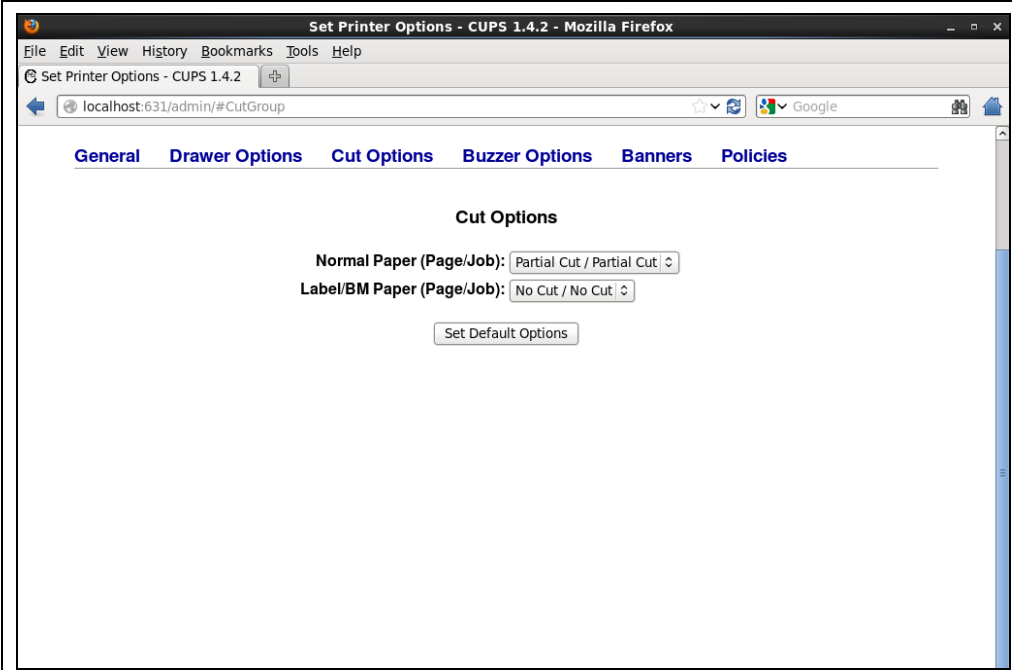 Set Printer Options - CUPS 1.4.2 - Mozilla Firefox
File Edit View History Bookmarks Tools Help
Set Printer Options - CUPS 1.4.2
localhost:631/admin/#CutGroup Google
General Drawer Options Cut Options Buzzer Options Banners Policies
Cut Options
Normal Paper (Page/Job): Partial Cut / Partial Cut
Label/BM Paper (Page/Job): No Cut / No Cut
Set Default Options